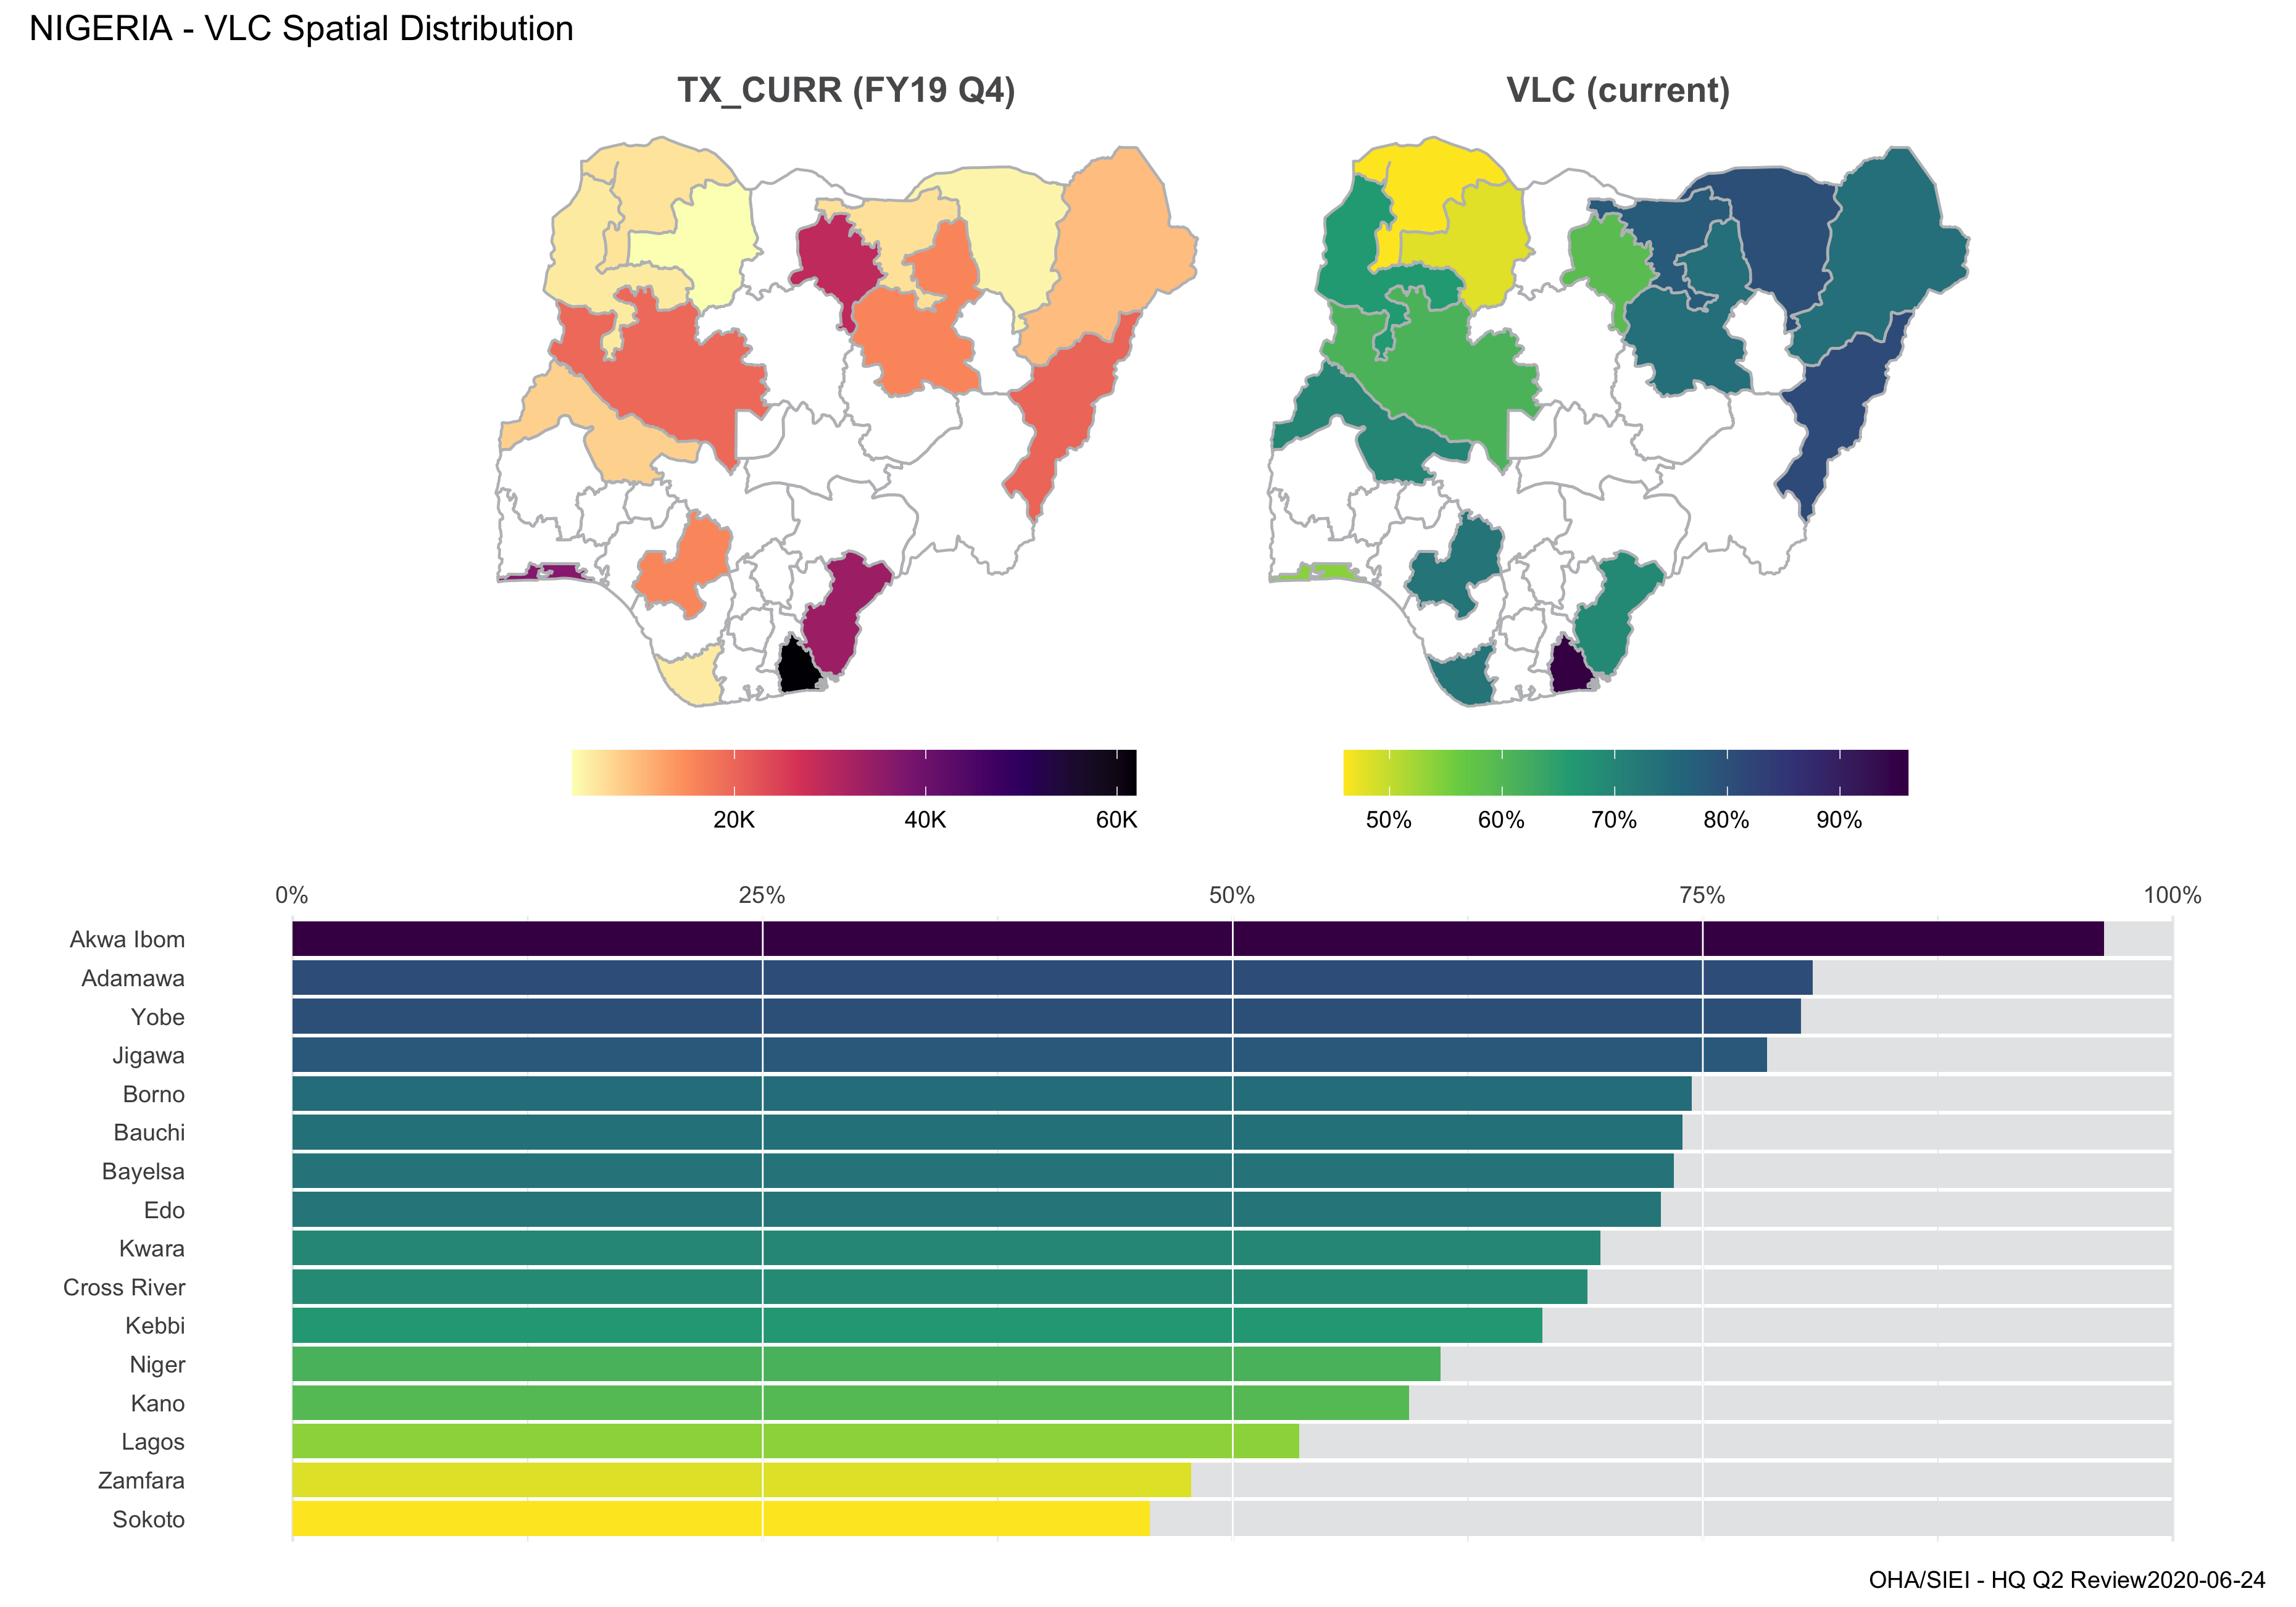 NIGERIA - VLC Spatial Distribution
TX_CURR (FY19 Q4)
VLC (current)
20K 40K 60K
50% 60% 70% 80% 90%
0% 25% 50% 75% 100%
Akwa Ibom
Adamawa
Yobe
Jigawa
Borno
Bauchi
Bayelsa
Edo
Kwara
Cross River
Kebbi
Niger
Kano
Lagos
Zamfara
Sokoto
OHA/SIEI - HQ Q2 Review2020-06-24